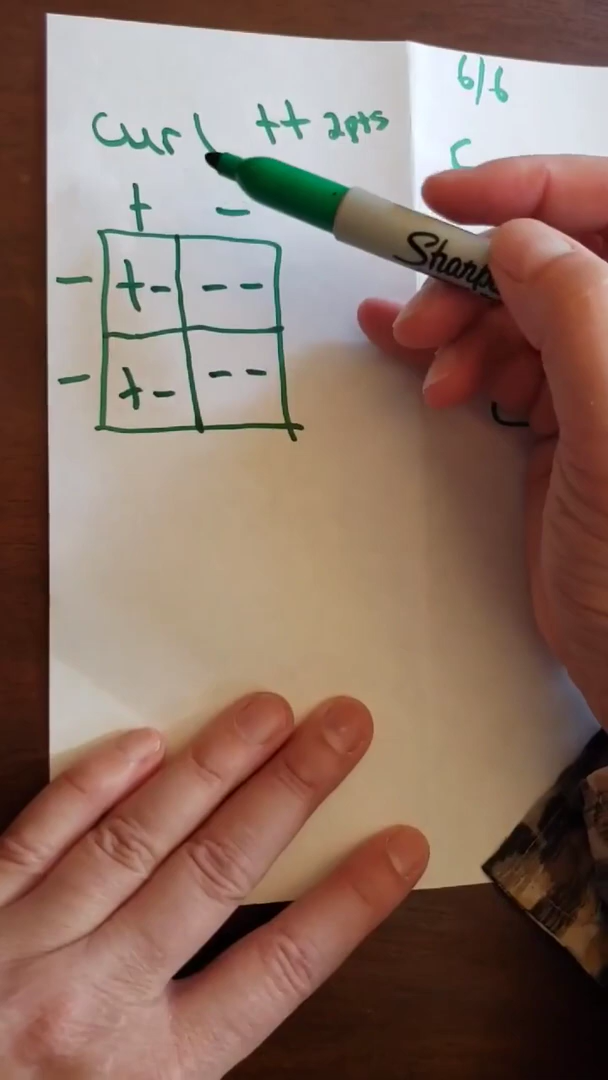 curl ++ 2pts
6/6
+ -
- +- --
- +- --
Sharpie